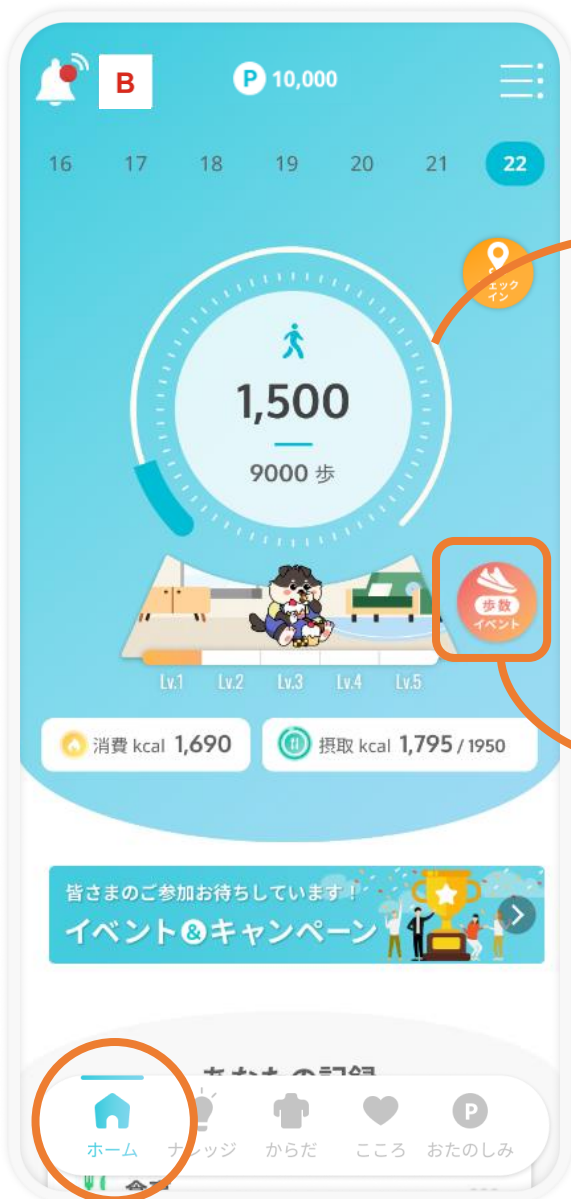 B
P 10,000
16 17 18 19 20 21 22
イン
1,500
9000 歩
歩数
イベント
Lv.1 Lv.2 Lv.3 Lv.4 Lv.5
消費 kcal 1,690
摂取 kcal 1,795 / 1950
皆さまのご参加お待ちしています!
イベント&キャンペーン
P
ホーム ナレッジ からだ こころ おたのしみ